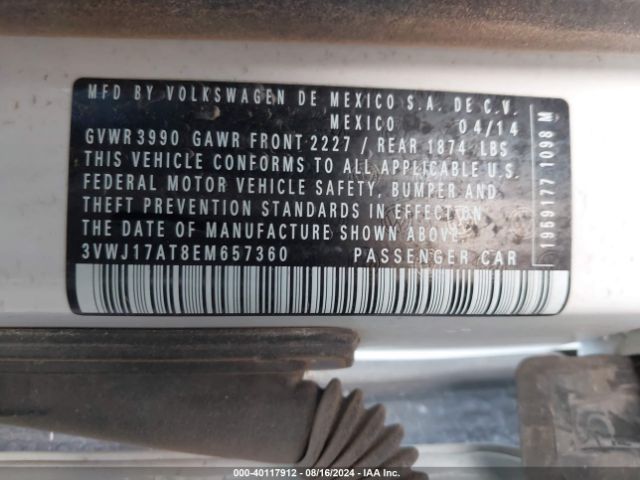 MFD BY VOLKSWAGEN DE MEXICO S.A. DE C.V.
MEXICO 04/14
GVWR 3990 GAWR FRONT 2227 / REAR 1874 LBS
THIS VEHICLE CONFORMS TO ALL APPLICABLE U.S.
FEDERAL MOTOR VEHICLE SAFETY, BUMPER AND
THEFT PREVENTION STANDARDS IN EFFECT ON
THE DATE OF MANUFACTURE SHOWN ABOVE.
3VWJ17AT8EM657360 PASSENGER CAR
1959177 1098 M
000-40117912 - 08/16/2024 - IAA Inc.